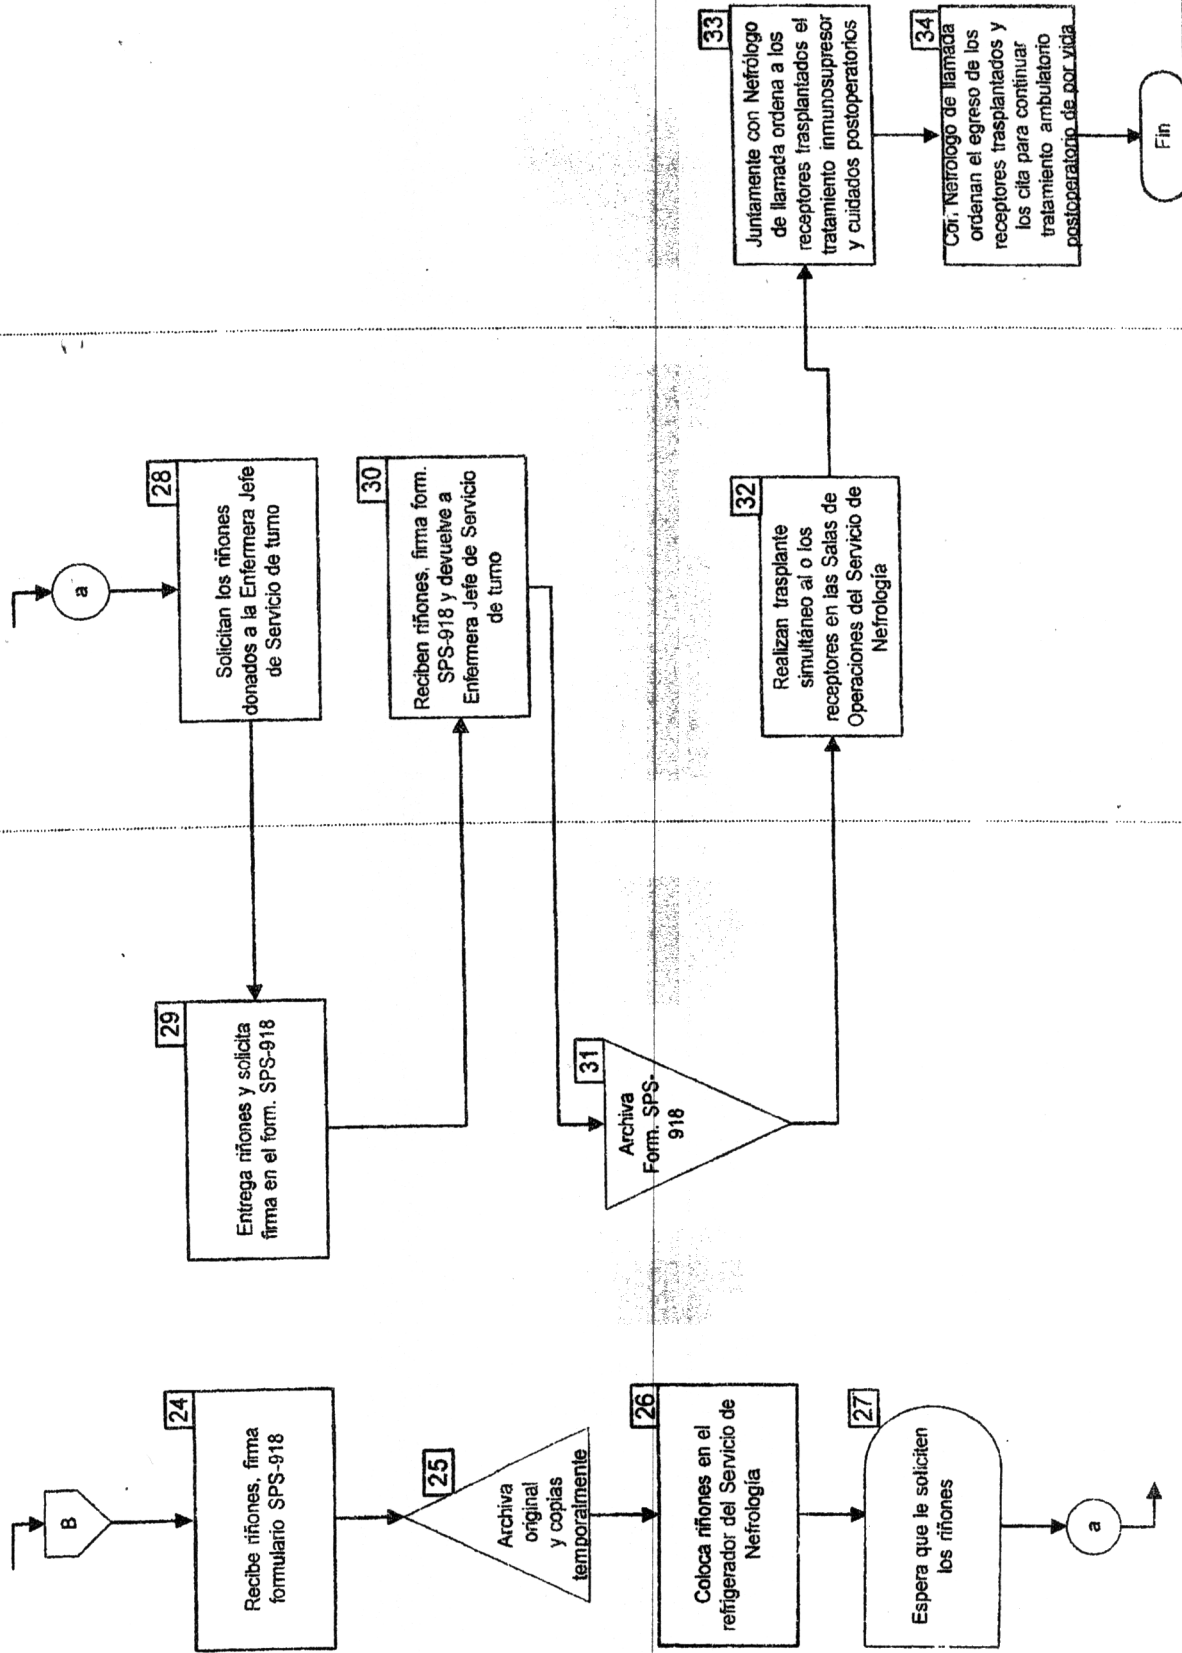 B
24
Recibe riñones, firma
formulario SPS-918
25
Archiva
original
y copias
temporalmente
26
Coloca riñones en el
refrigerador del Servicio de
Nefrología
27
Espera que le soliciten
los riñones
a
a
28
Solicitan los riñones
donados a la Enfermera Jefe
de Servicio de turno
29
Entrega riñones y solicita
firma en el form. SPS-918
30
Reciben riñones, firma form.
SPS-918 y devuelve a
Enfermera Jefe de Servicio
de turno
31
Archiva
Form. SPS-
918
32
Realizan trasplante
simultáneo al o los
receptores en las Salas de
Operaciones del Servicio de
Nefrología
33
Juntamente con Nefrólogo
de llamada ordena a los
receptores trasplantados el
tratamiento inmunosupresor
y cuidados postoperatorios
34
Con Nefrólogo de llamada
ordenan el egreso de los
receptores trasplantados y
los cita para continuar
tratamiento ambulatorio
postoperatorio de por vida
Fin